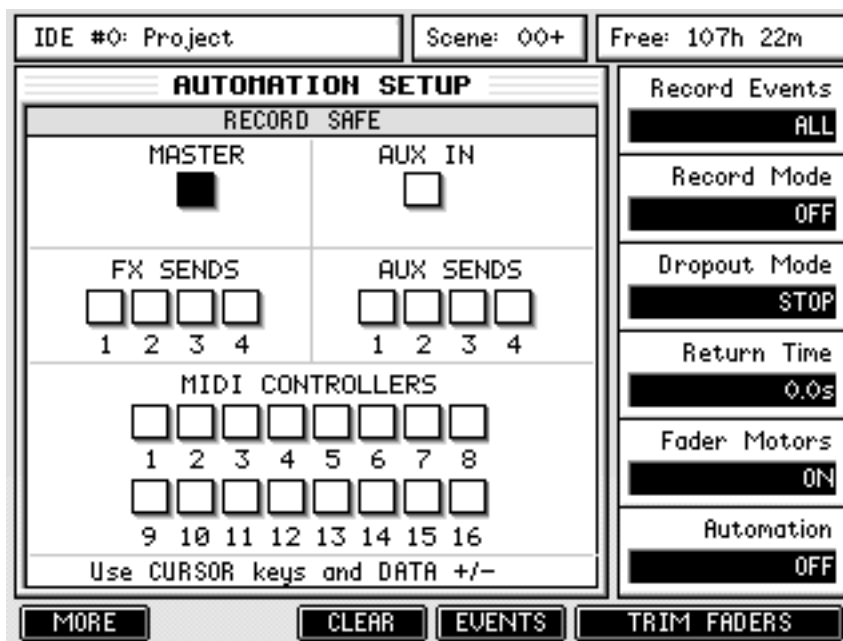 IDE #0: Project
Scene: 00+
Free: 107h 22m
AUTOMATION SETUP
RECORD SAFE
MASTER
AUX IN
FX SENDS
1 2 3 4
AUX SENDS
1 2 3 4
MIDI CONTROLLERS
1 2 3 4 5 6 7 8
9 10 11 12 13 14 15 16
Use CURSOR keys and DATA +/-
Record Events
ALL
Record Mode
OFF
Dropout Mode
STOP
Return Time
0.0s
Fader Motors
ON
Automation
OFF
MORE
CLEAR
EVENTS
TRIM FADERS